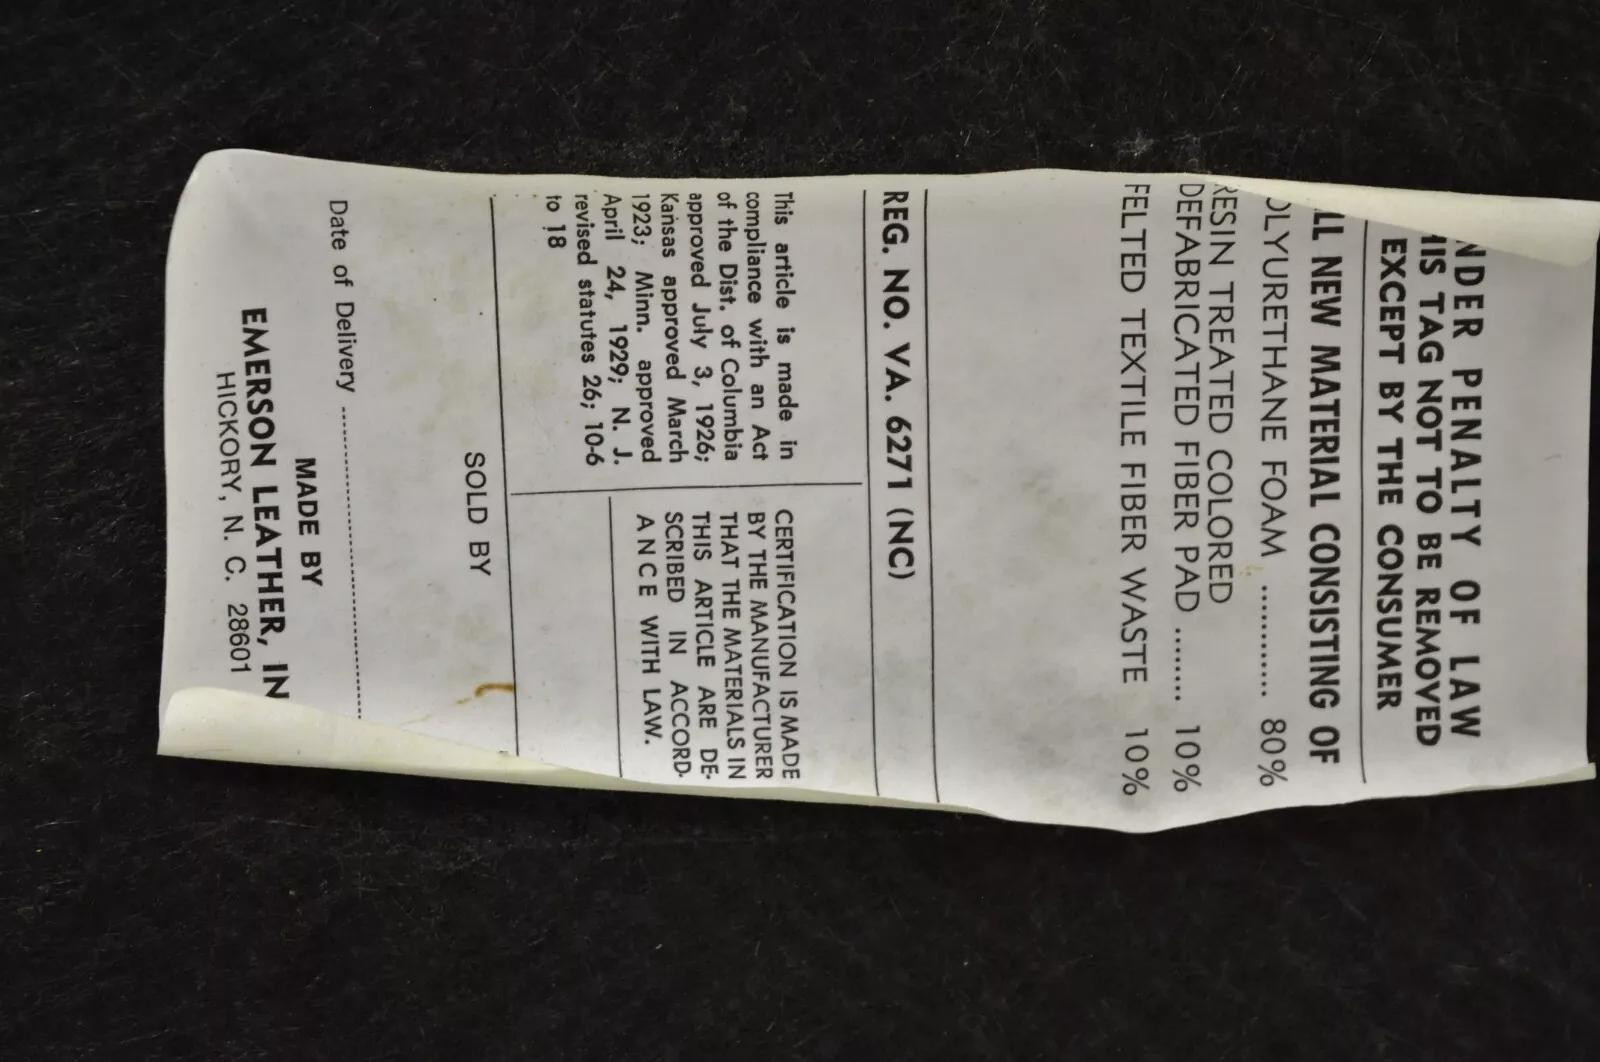 NDER PENALTY OF LAW
HIS TAG NOT TO BE REMOVED
EXCEPT BY THE CONSUMER
LL NEW MATERIAL CONSISTING OF
OLYURETHANE FOAM ........... 80%
RESIN TREATED COLORED
DEFABRICATED FIBER PAD ....... 10%
FELTED TEXTILE FIBER WASTE 10%
REG. NO. VA. 6271 (NC)
This article is made in
compliance with an Act
of the Dist. of Columbia
approved July 3, 1926;
Kansas approved March
1923; Minn. approved
April 24, 1929; N. J.
revised statutes 26; 10-6
to 18
CERTIFICATION IS MADE
BY THE MANUFACTURER
THAT THE MATERIALS IN
THIS ARTICLE ARE DE-
SCRIBED IN ACCORD-
ANCE WITH LAW.
SOLD BY
Date of Delivery
MADE BY
EMERSON LEATHER, IN
HICKORY, N. C. 28601